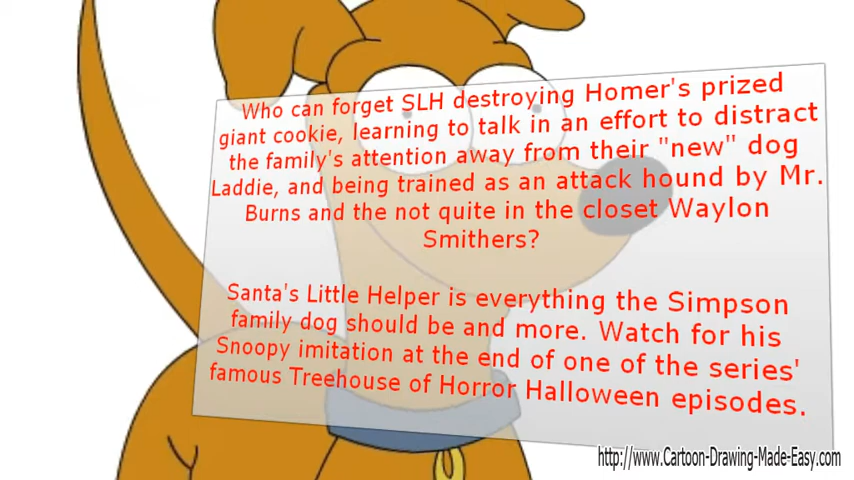 Who can forget SLH destroying Homer's prized
giant cookie, learning to talk in an effort to distract
the family's attention away from their "new" dog
Laddie, and being trained as an attack hound by Mr.
Burns and the not quite in the closet Waylon
Smithers?
Santa's Little Helper is everything the Simpson
family dog should be and more. Watch for his
Snoopy imitation at the end of one of the series'
famous Treehouse of Horror Halloween episodes.
http://www.Cartoon-Drawing-Made-Easy.com